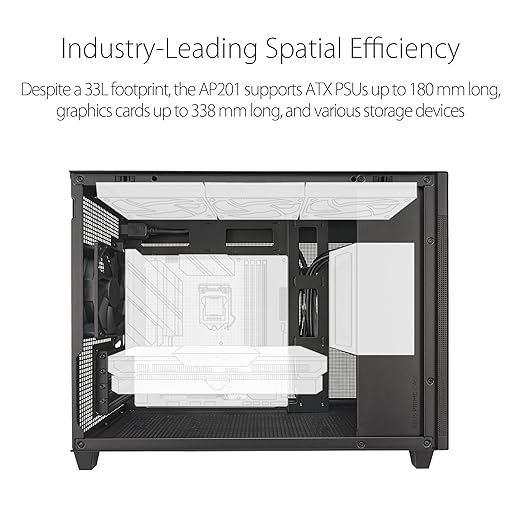 Industry-Leading Spatial Efficiency
Despite a 33L footprint, the AP201 supports ATX PSUs up to 180 mm long,
graphics cards up to 338 mm long, and various storage devices